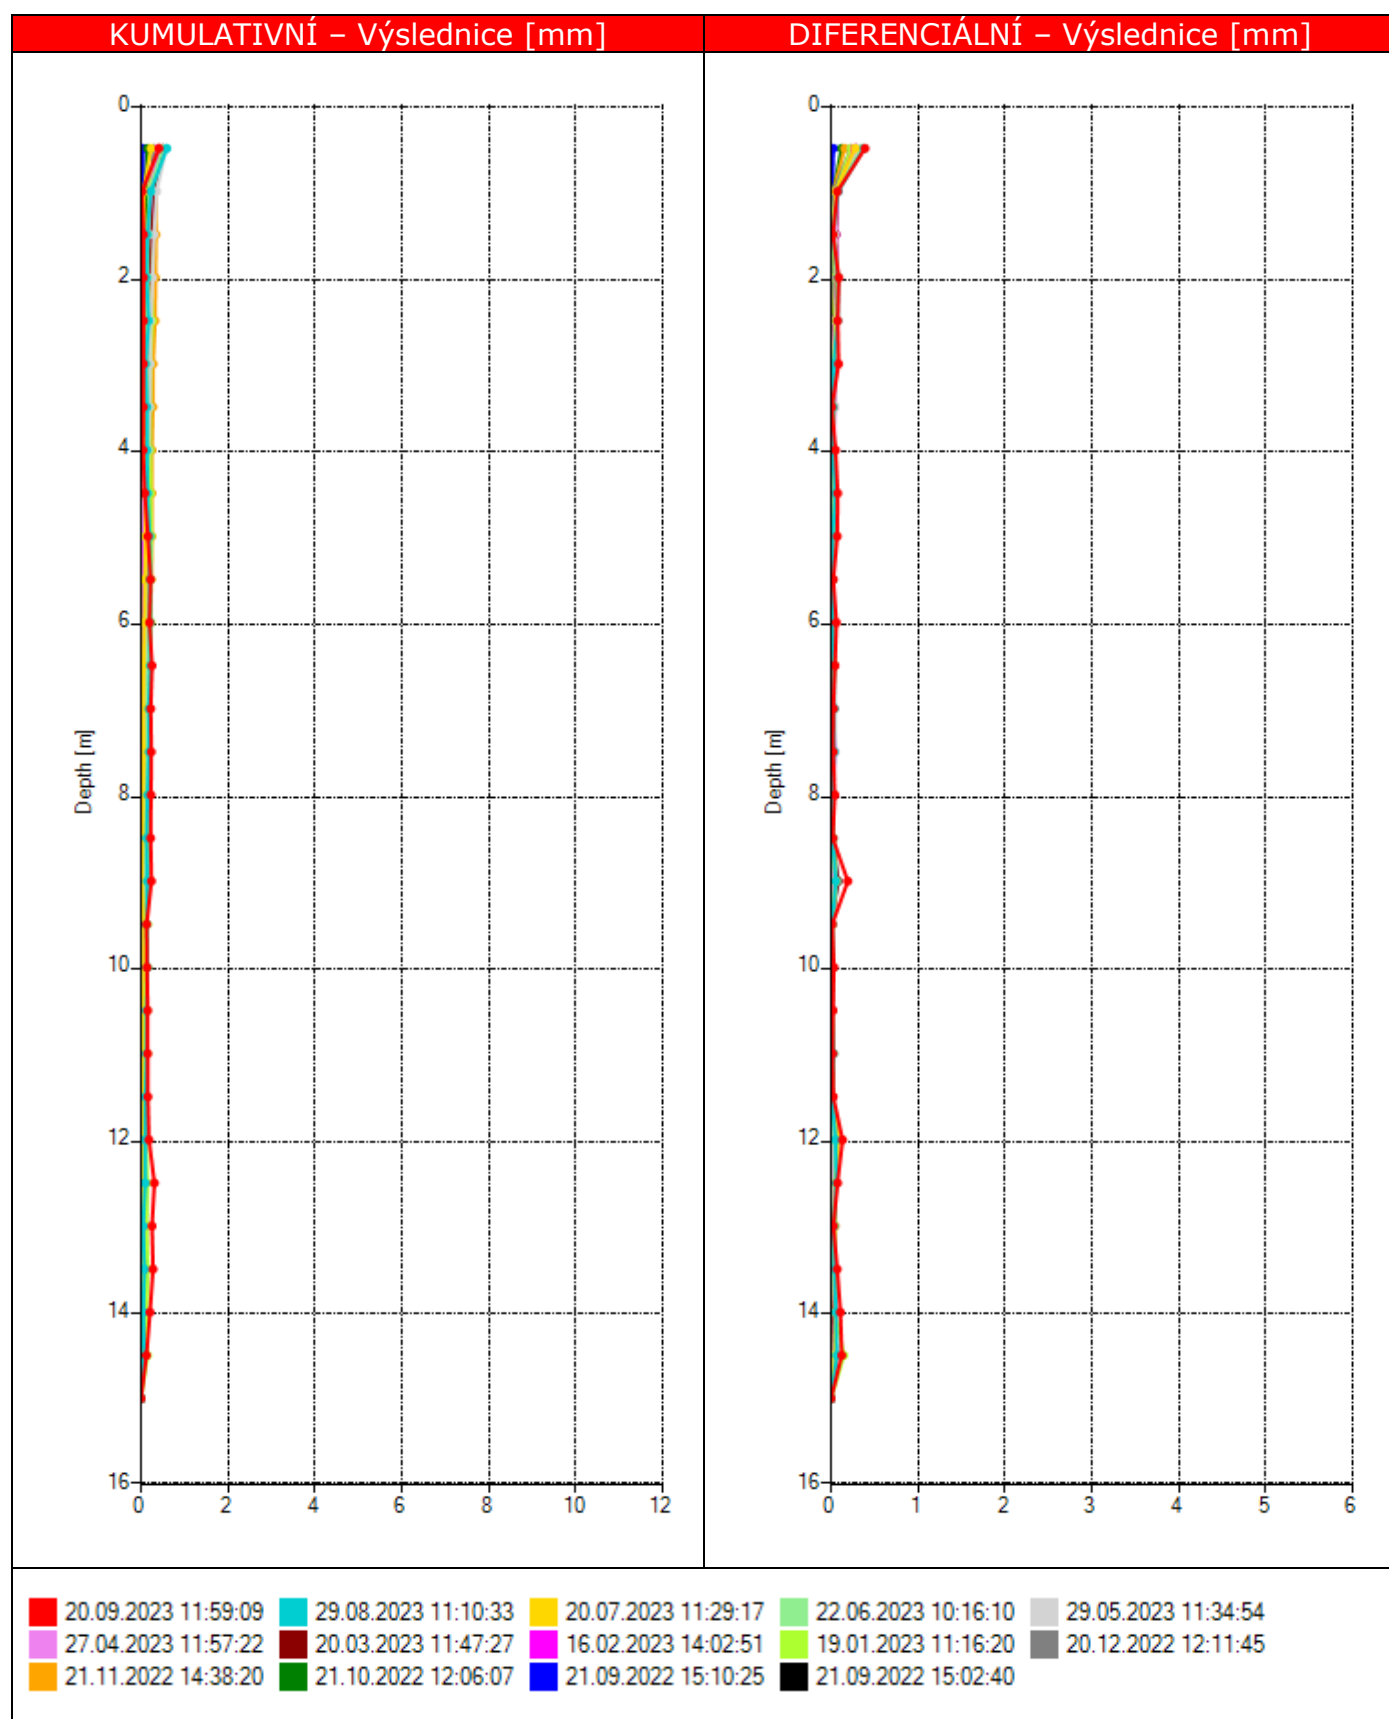 KUMULATIVNÍ – Výslednice [mm]
DIFERENCIÁLNÍ – Výslednice [mm]
0
2
4
6
8
10
12
14
16
Depth [m]
0 2 4 6 8 10 12
0
2
4
6
8
10
12
14
16
Depth [m]
0 1 2 3 4 5 6
20.09.2023 11:59:09 29.08.2023 11:10:33 20.07.2023 11:29:17 22.06.2023 10:16:10 29.05.2023 11:34:54
27.04.2023 11:57:22 20.03.2023 11:47:27 16.02.2023 14:02:51 19.01.2023 11:16:20 20.12.2022 12:11:45
21.11.2022 14:38:20 21.10.2022 12:06:07 21.09.2022 15:10:25 21.09.2022 15:02:40